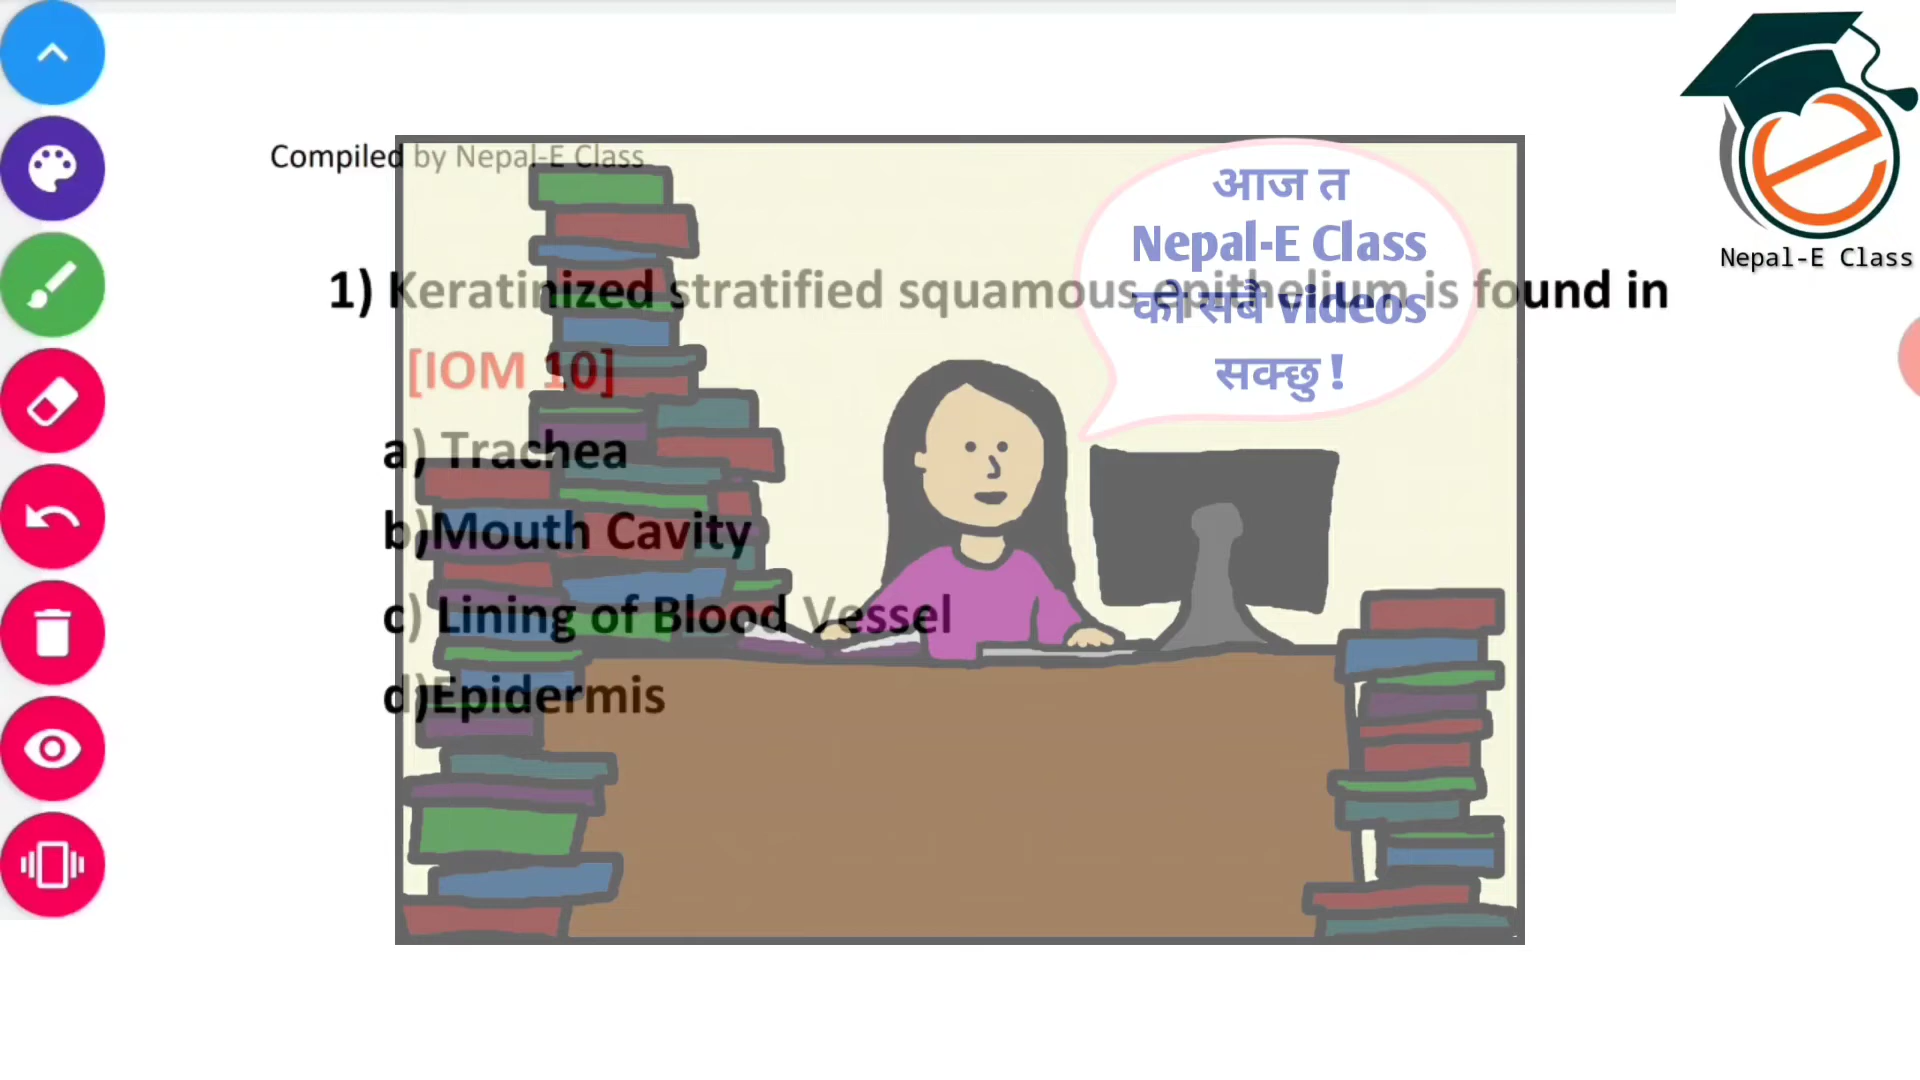 Compiled by Nepal-E Class
आज त
Nepal-E Class
को सबै videos
सक्छु !
Nepal-E Class
1) Keratinized stratified squamous epithelium is found in
[IOM 10]
a) Trachea
b)Mouth Cavity
c) Lining of Blood Vessel
d)Epidermis